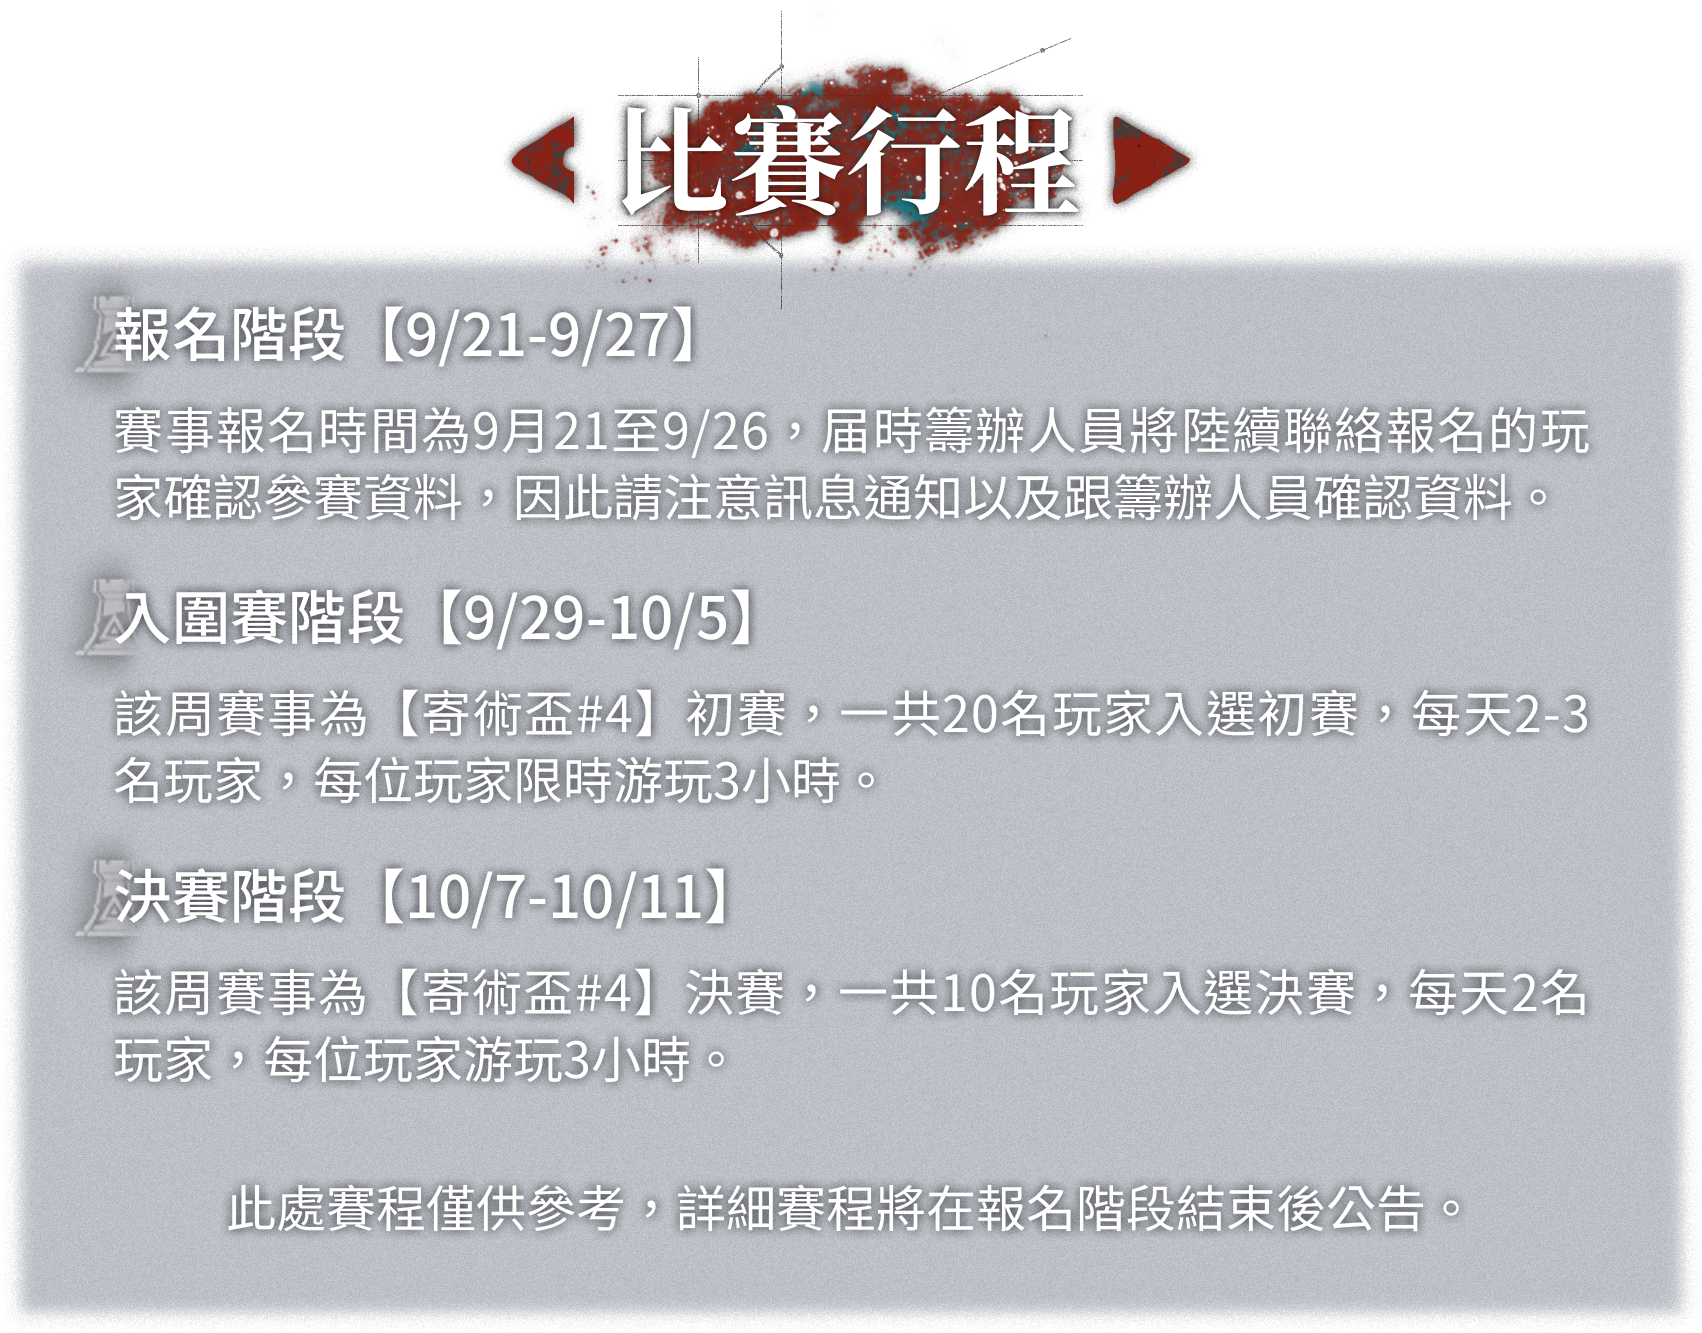 比賽行程
報名階段【9/21-9/27】
賽事報名時間為9月21至9/26，届時籌辦人員將陸續聯絡報名的玩
家確認參賽資料，因此請注意訊息通知以及跟籌辦人員確認資料。
入圍賽階段【9/29-10/5】
該周賽事為【寄術盃#4】初賽，一共20名玩家入選初賽，每天2-3
名玩家，每位玩家限時游玩3小時。
決賽階段【10/7-10/11】
該周賽事為【寄術盃#4】決賽，一共10名玩家入選決賽，每天2名
玩家，每位玩家游玩3小時。
此處賽程僅供參考，詳細賽程將在報名階段結束後公告。